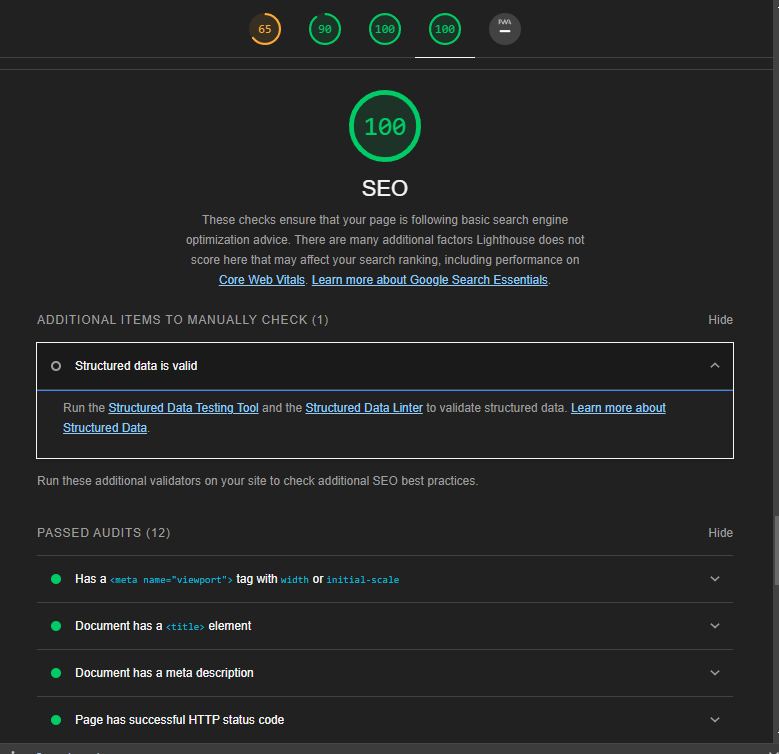 65 90 100 100 PWA
100
SEO
These checks ensure that your page is following basic search engine
optimization advice. There are many additional factors Lighthouse does not
score here that may affect your search ranking, including performance on
Core Web Vitals. Learn more about Google Search Essentials.
ADDITIONAL ITEMS TO MANUALLY CHECK (1) Hide
Structured data is valid
Run the Structured Data Testing Tool and the Structured Data Linter to validate structured data. Learn more about
Structured Data.
Run these additional validators on your site to check additional SEO best practices.
PASSED AUDITS (12) Hide
Has a <meta name="viewport"> tag with width or initial-scale
Document has a <title> element
Document has a meta description
Page has successful HTTP status code